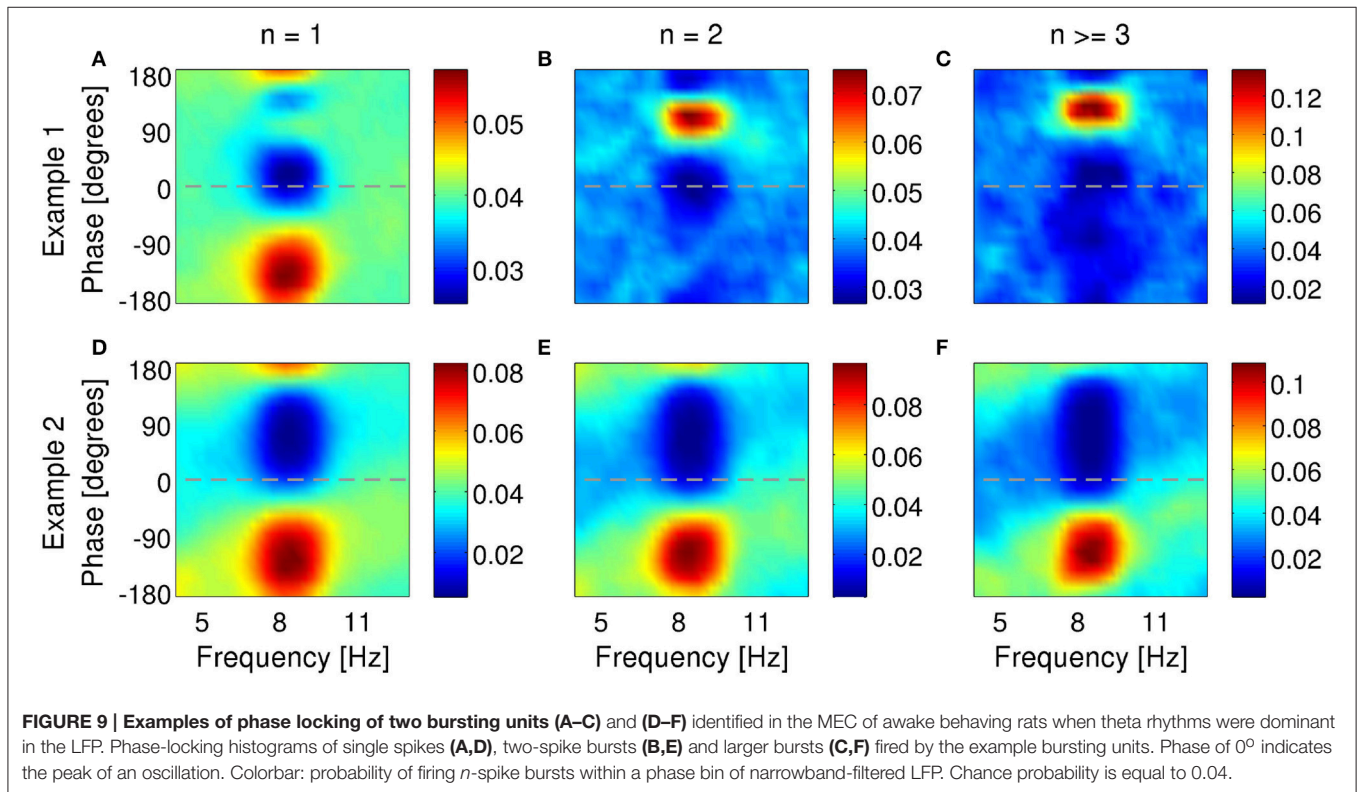 n = 1
n = 2
n >= 3
A
B
C
Example 1
Phase [degrees]
180
90
0
-90
-180
0.05
0.04
0.03
0.07
0.06
0.05
0.04
0.03
0.12
0.1
0.08
0.06
0.04
0.02
D
E
F
Example 2
Phase [degrees]
180
90
0
-90
-180
0.08
0.06
0.04
0.02
0.08
0.06
0.04
0.02
0.1
0.08
0.06
0.04
0.02
5 8 11
5 8 11
5 8 11
Frequency [Hz]
Frequency [Hz]
Frequency [Hz]
FIGURE 9 | Examples of phase locking of two bursting units (A–C) and (D–F) identified in the MEC of awake behaving rats when theta rhythms were dominant
in the LFP. Phase-locking histograms of single spikes (A,D), two-spike bursts (B,E) and larger bursts (C,F) fired by the example bursting units. Phase of 0° indicates
the peak of an oscillation. Colorbar: probability of firing n-spike bursts within a phase bin of narrowband-filtered LFP. Chance probability is equal to 0.04.